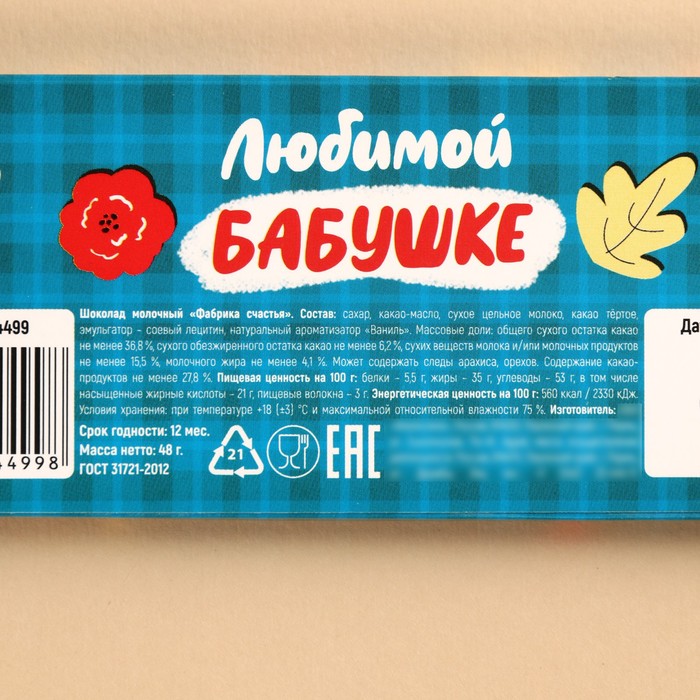 Любимой
БАБУШКЕ
4499
Да
Шоколад молочный «Фабрика счастья». Состав: сахар, какао-масло, сухое цельное молоко, какао тёртое,
эмульгатор - соевый лецитин, натуральный ароматизатор «Ваниль». Массовые доли: общего сухого остатка какао
не менее 36,8 %, сухого обезжиренного остатка какао не менее 6,2 %, сухих веществ молока и/или молочных продуктов
не менее 15,5 %, молочного жира не менее 4,1 %. Может содержать следы арахиса, орехов. Содержание какао-
продуктов не менее 27,8 %. Пищевая ценность на 100 г: белки – 5,5 г, жиры – 35 г, углеводы – 53 г, в том числе
насыщенные жирные кислоты – 21 г, пищевые волокна – 3 г. Энергетическая ценность на 100 г: 560 ккал / 2330 кДж.
Условия хранения: при температуре +18 (±3) °С и максимальной относительной влажности 75 %. Изготовитель:
Срок годности: 12 мес.
Масса нетто: 48 г.
ГОСТ 31721-2012
21
EAC
44998